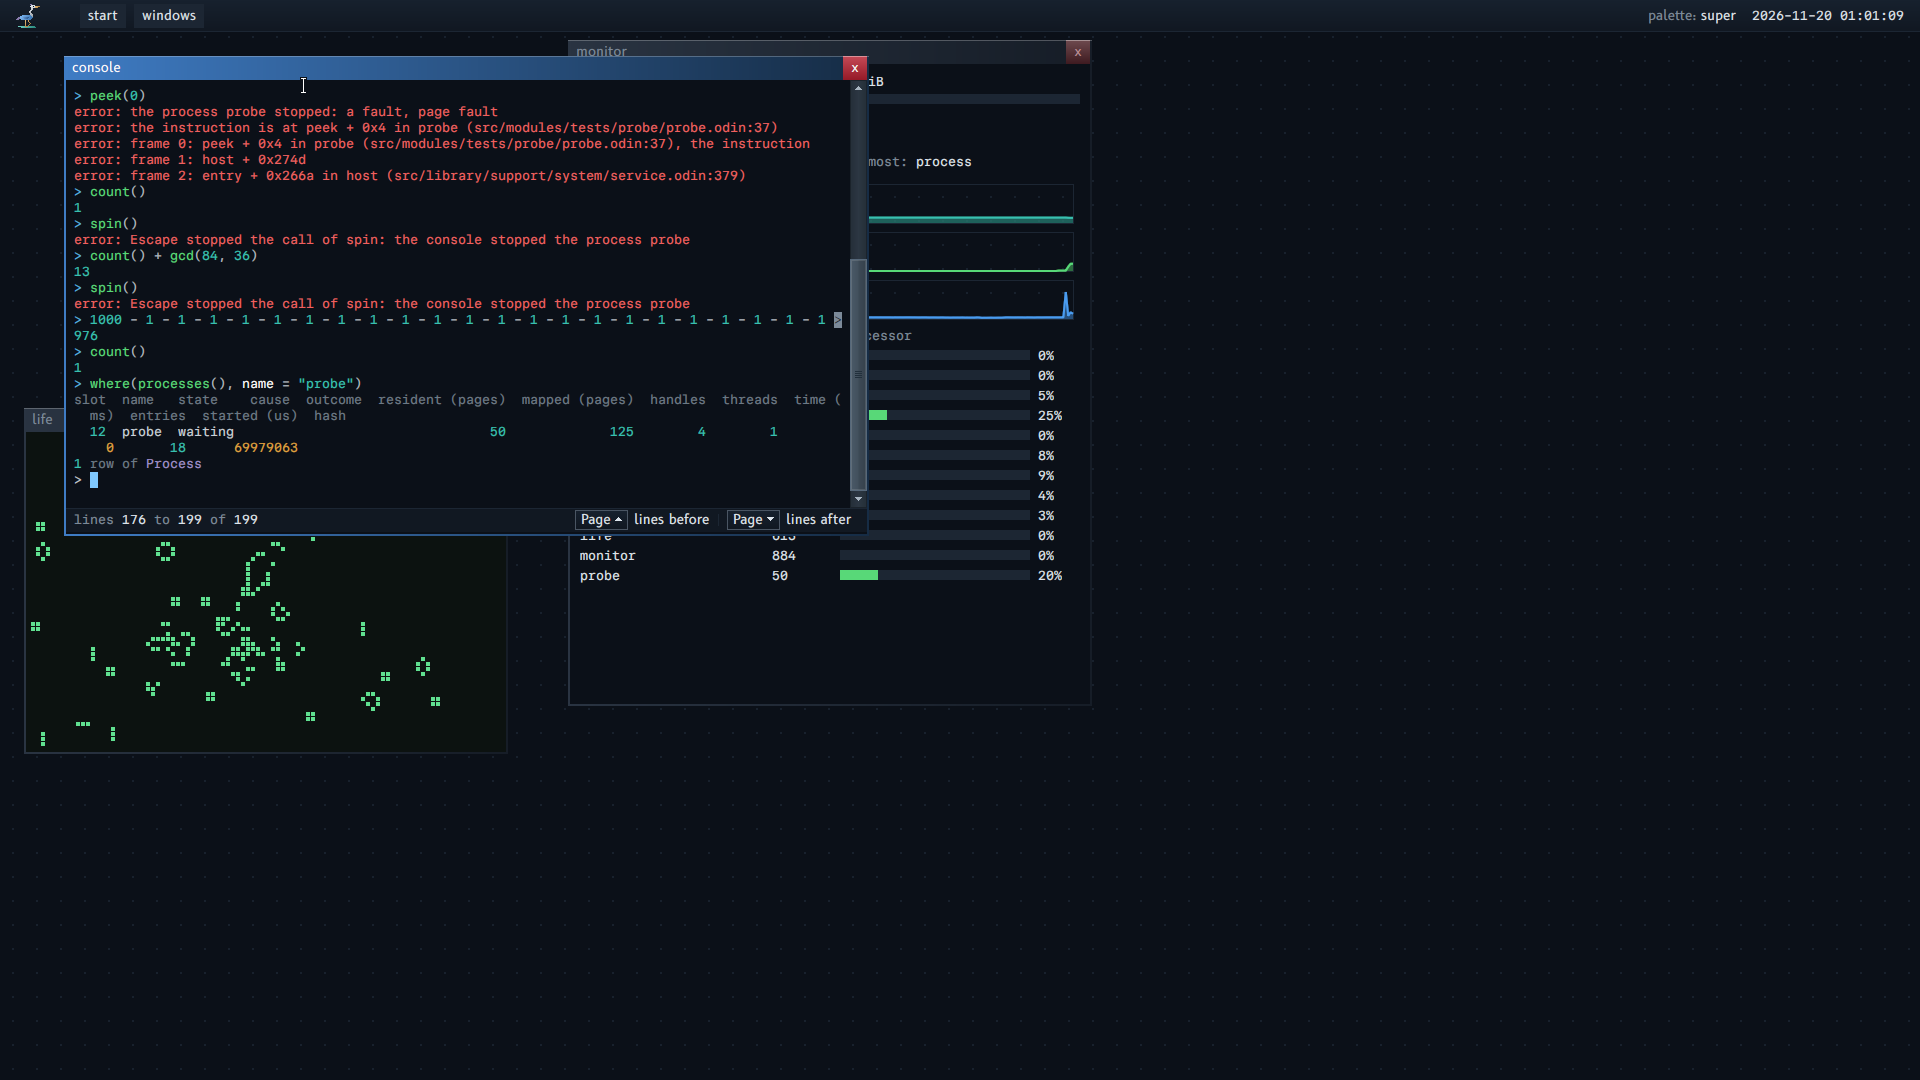 start windows palette: super 2026-11-20 01:01:09
monitor x
console x
iB
> peek(0)
error: the process probe stopped: a fault, page fault
error: the instruction is at peek + 0x4 in probe (src/modules/tests/probe/probe.odin:37)
error: frame 0: peek + 0x4 in probe (src/modules/tests/probe/probe.odin:37), the instruction
error: frame 1: host + 0x274d
error: frame 2: entry + 0x266a in host (src/library/support/system/service.odin:379)
> count()
1
> spin()
error: Escape stopped the call of spin: the console stopped the process probe
> count() + gcd(84, 36)
13
> spin()
error: Escape stopped the call of spin: the console stopped the process probe
> 1000 - 1 - 1 - 1 - 1 - 1 - 1 - 1 - 1 - 1 - 1 - 1 - 1 - 1 - 1 - 1 - 1 - 1 - 1 - 1 - 1 - 1 - 1 >
976
> count()
1
> where(processes(), name = "probe")
slot name state cause outcome resident (pages) mapped (pages) handles threads time (
ms) entries started (us) hash
12 probe waiting 50 125 4 1
0 18 69979063
1 row of Process
>
lines 176 to 199 of 199 Page lines before Page lines after
most: process
cessor
0%
0%
5%
25%
0%
8%
9%
4%
3%
life 613 0%
monitor 884 0%
probe 50 20%
life